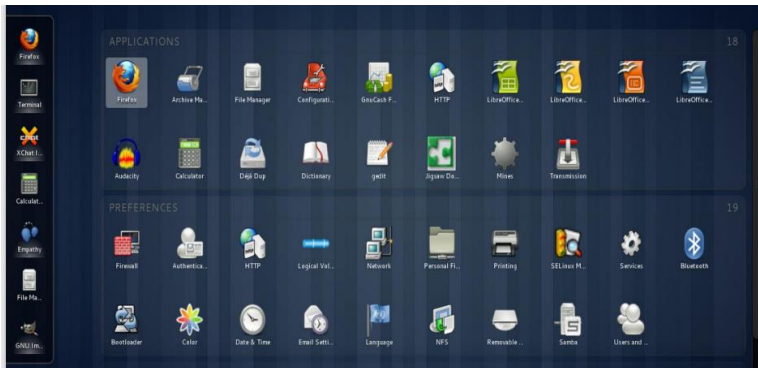 Firefox
Terminal
XChat I...
Calculat..
Empathy
File Ma...
GNU Im...
APPLICATIONS 18
Firefox Archive Ma... File Manager Configurati... GnuCash F... HTTP LibreOffice.. LibreOffice.. LibreOffice.. LibreOffice..
Audacity Calculator Déjà Dup Dictionary gedit Jigsaw Do... Mines Transmission
PREFERENCES 19
Firewall Authentica... HTTP Logical Vol... Network Personal Fi... Printing SELinux M... Services Bluetooth
Bootloader Color Date & Time Email Setti... Language NFS Removable ... Samba Users and ...